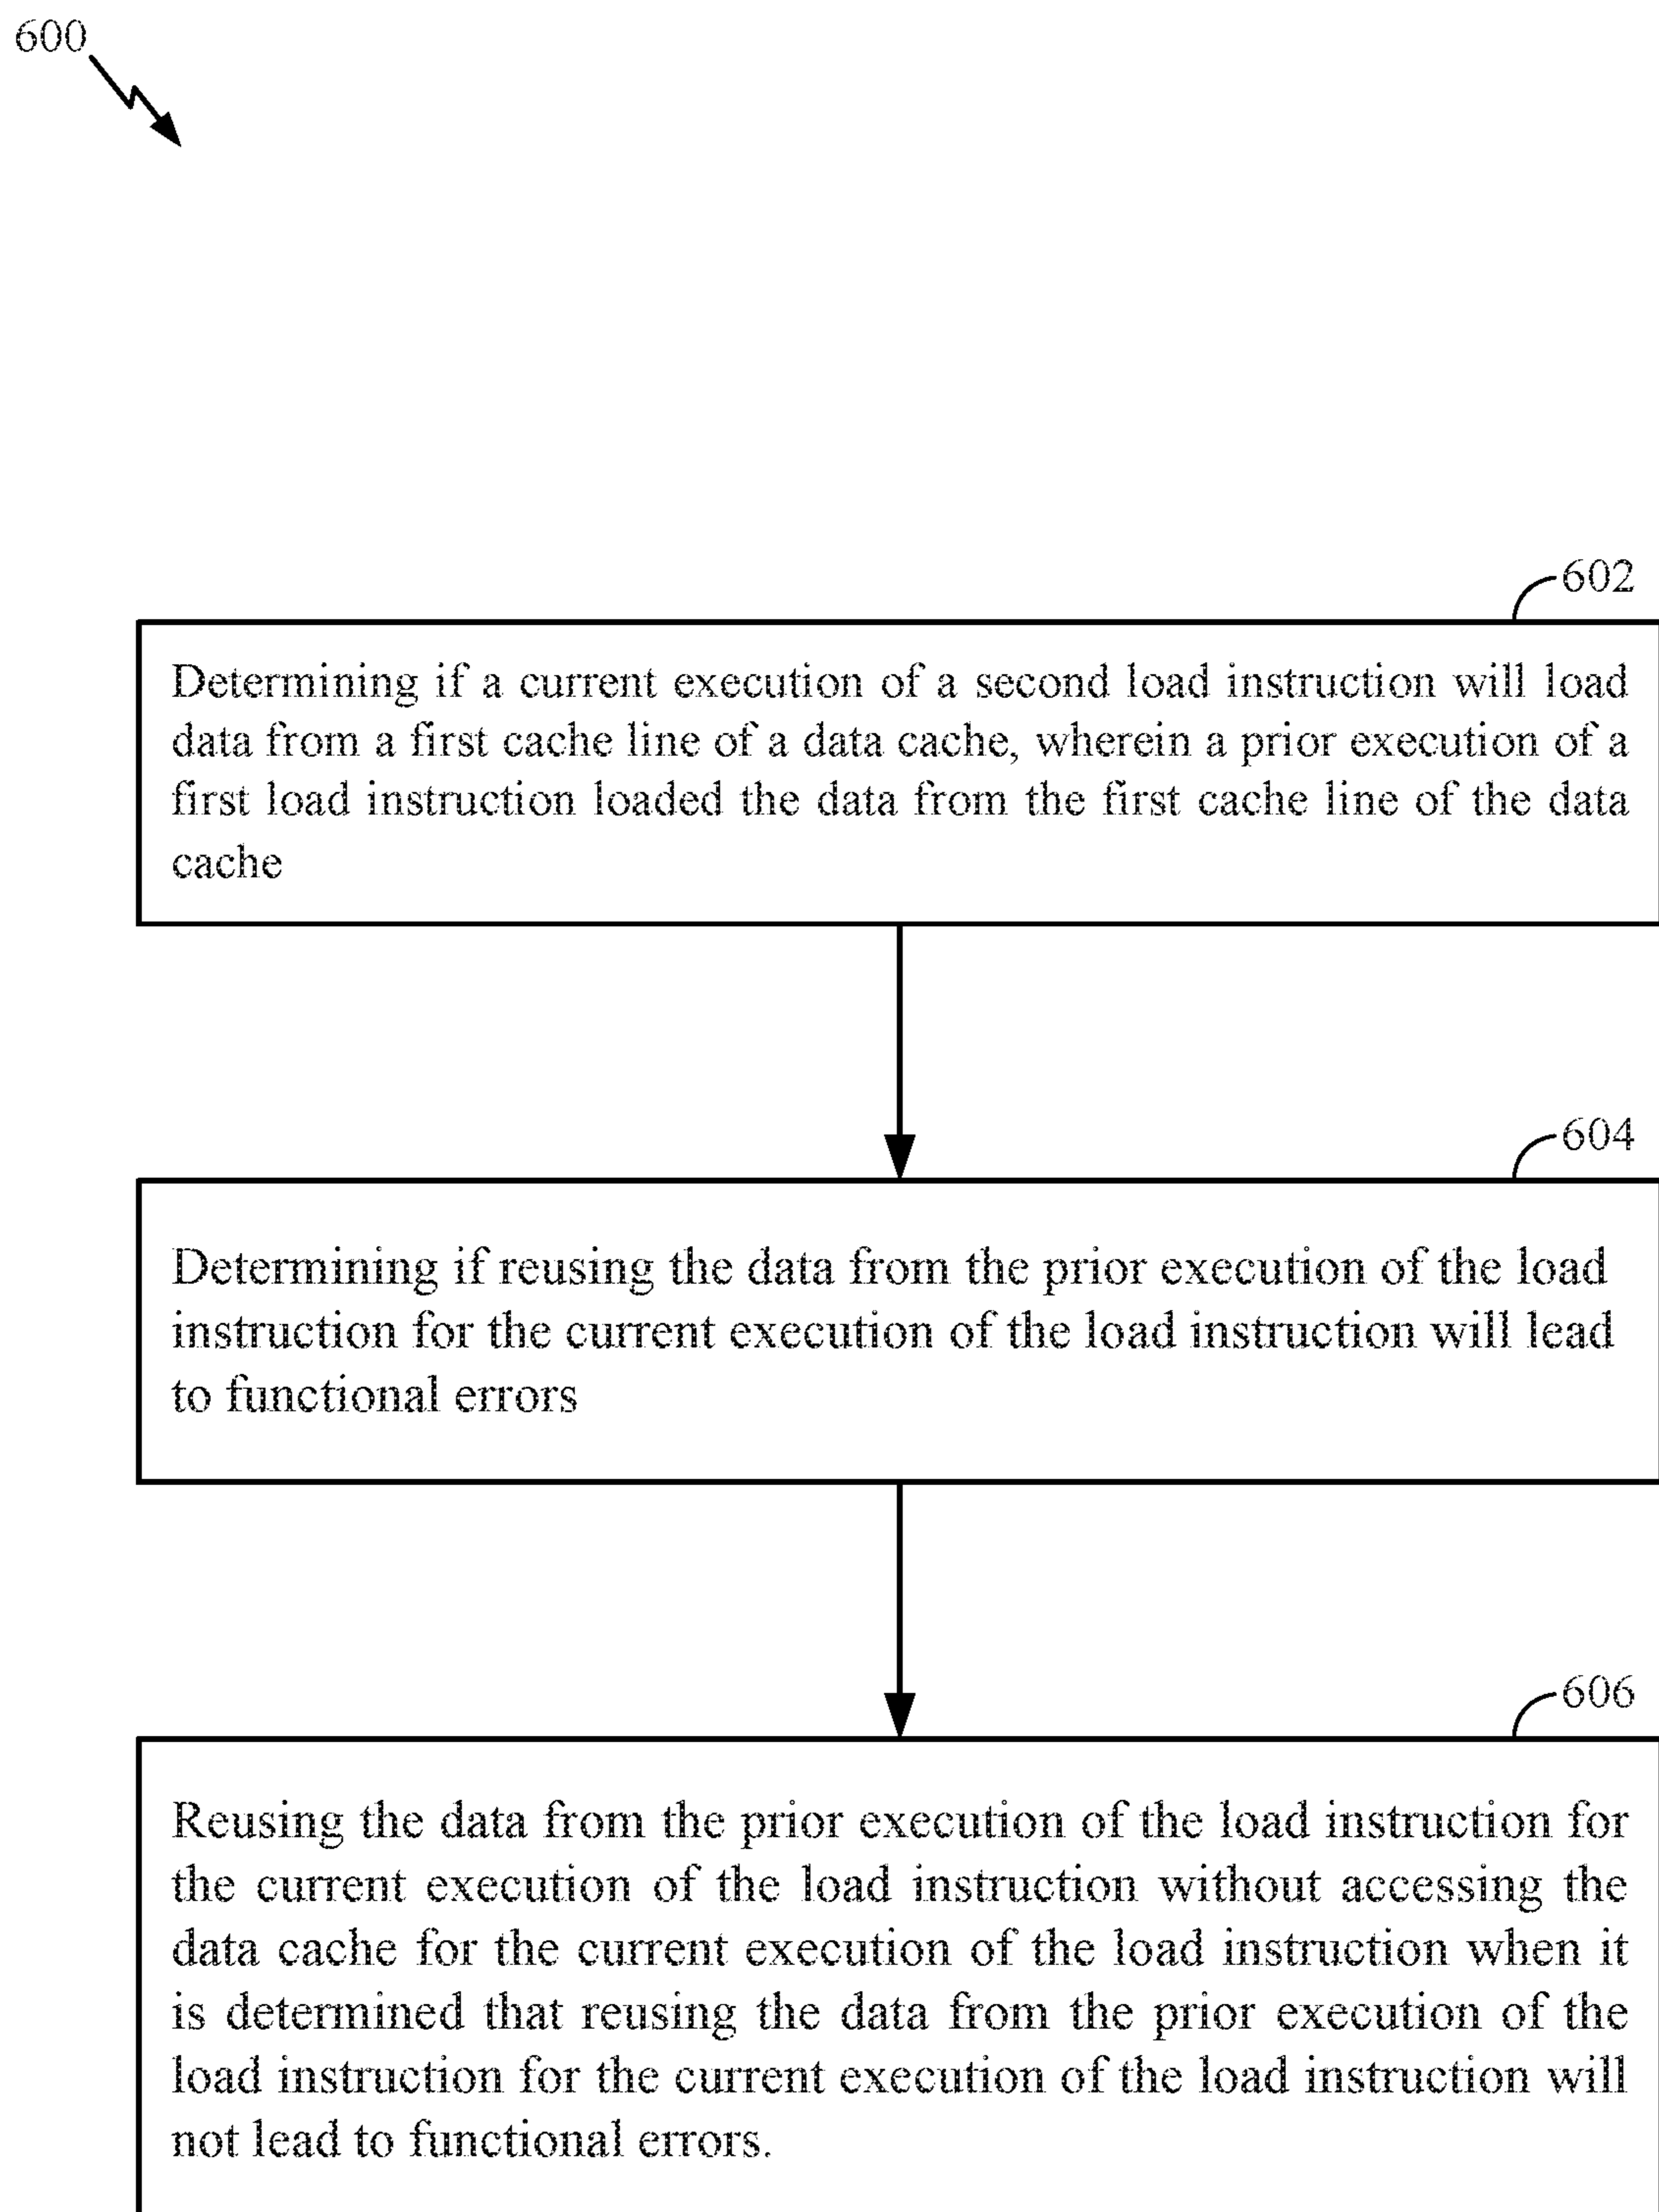 600
602
Determining if a current execution of a second load instruction will load
data from a first cache line of a data cache, wherein a prior execution of a
first load instruction loaded the data from the first cache line of the data
cache
604
Determining if reusing the data from the prior execution of the load
instruction for the current execution of the load instruction will lead
to functional errors
606
Reusing the data from the prior execution of the load instruction for
the current execution of the load instruction without accessing the
data cache for the current execution of the load instruction when it
is determined that reusing the data from the prior execution of the
load instruction for the current execution of the load instruction will
not lead to functional errors.